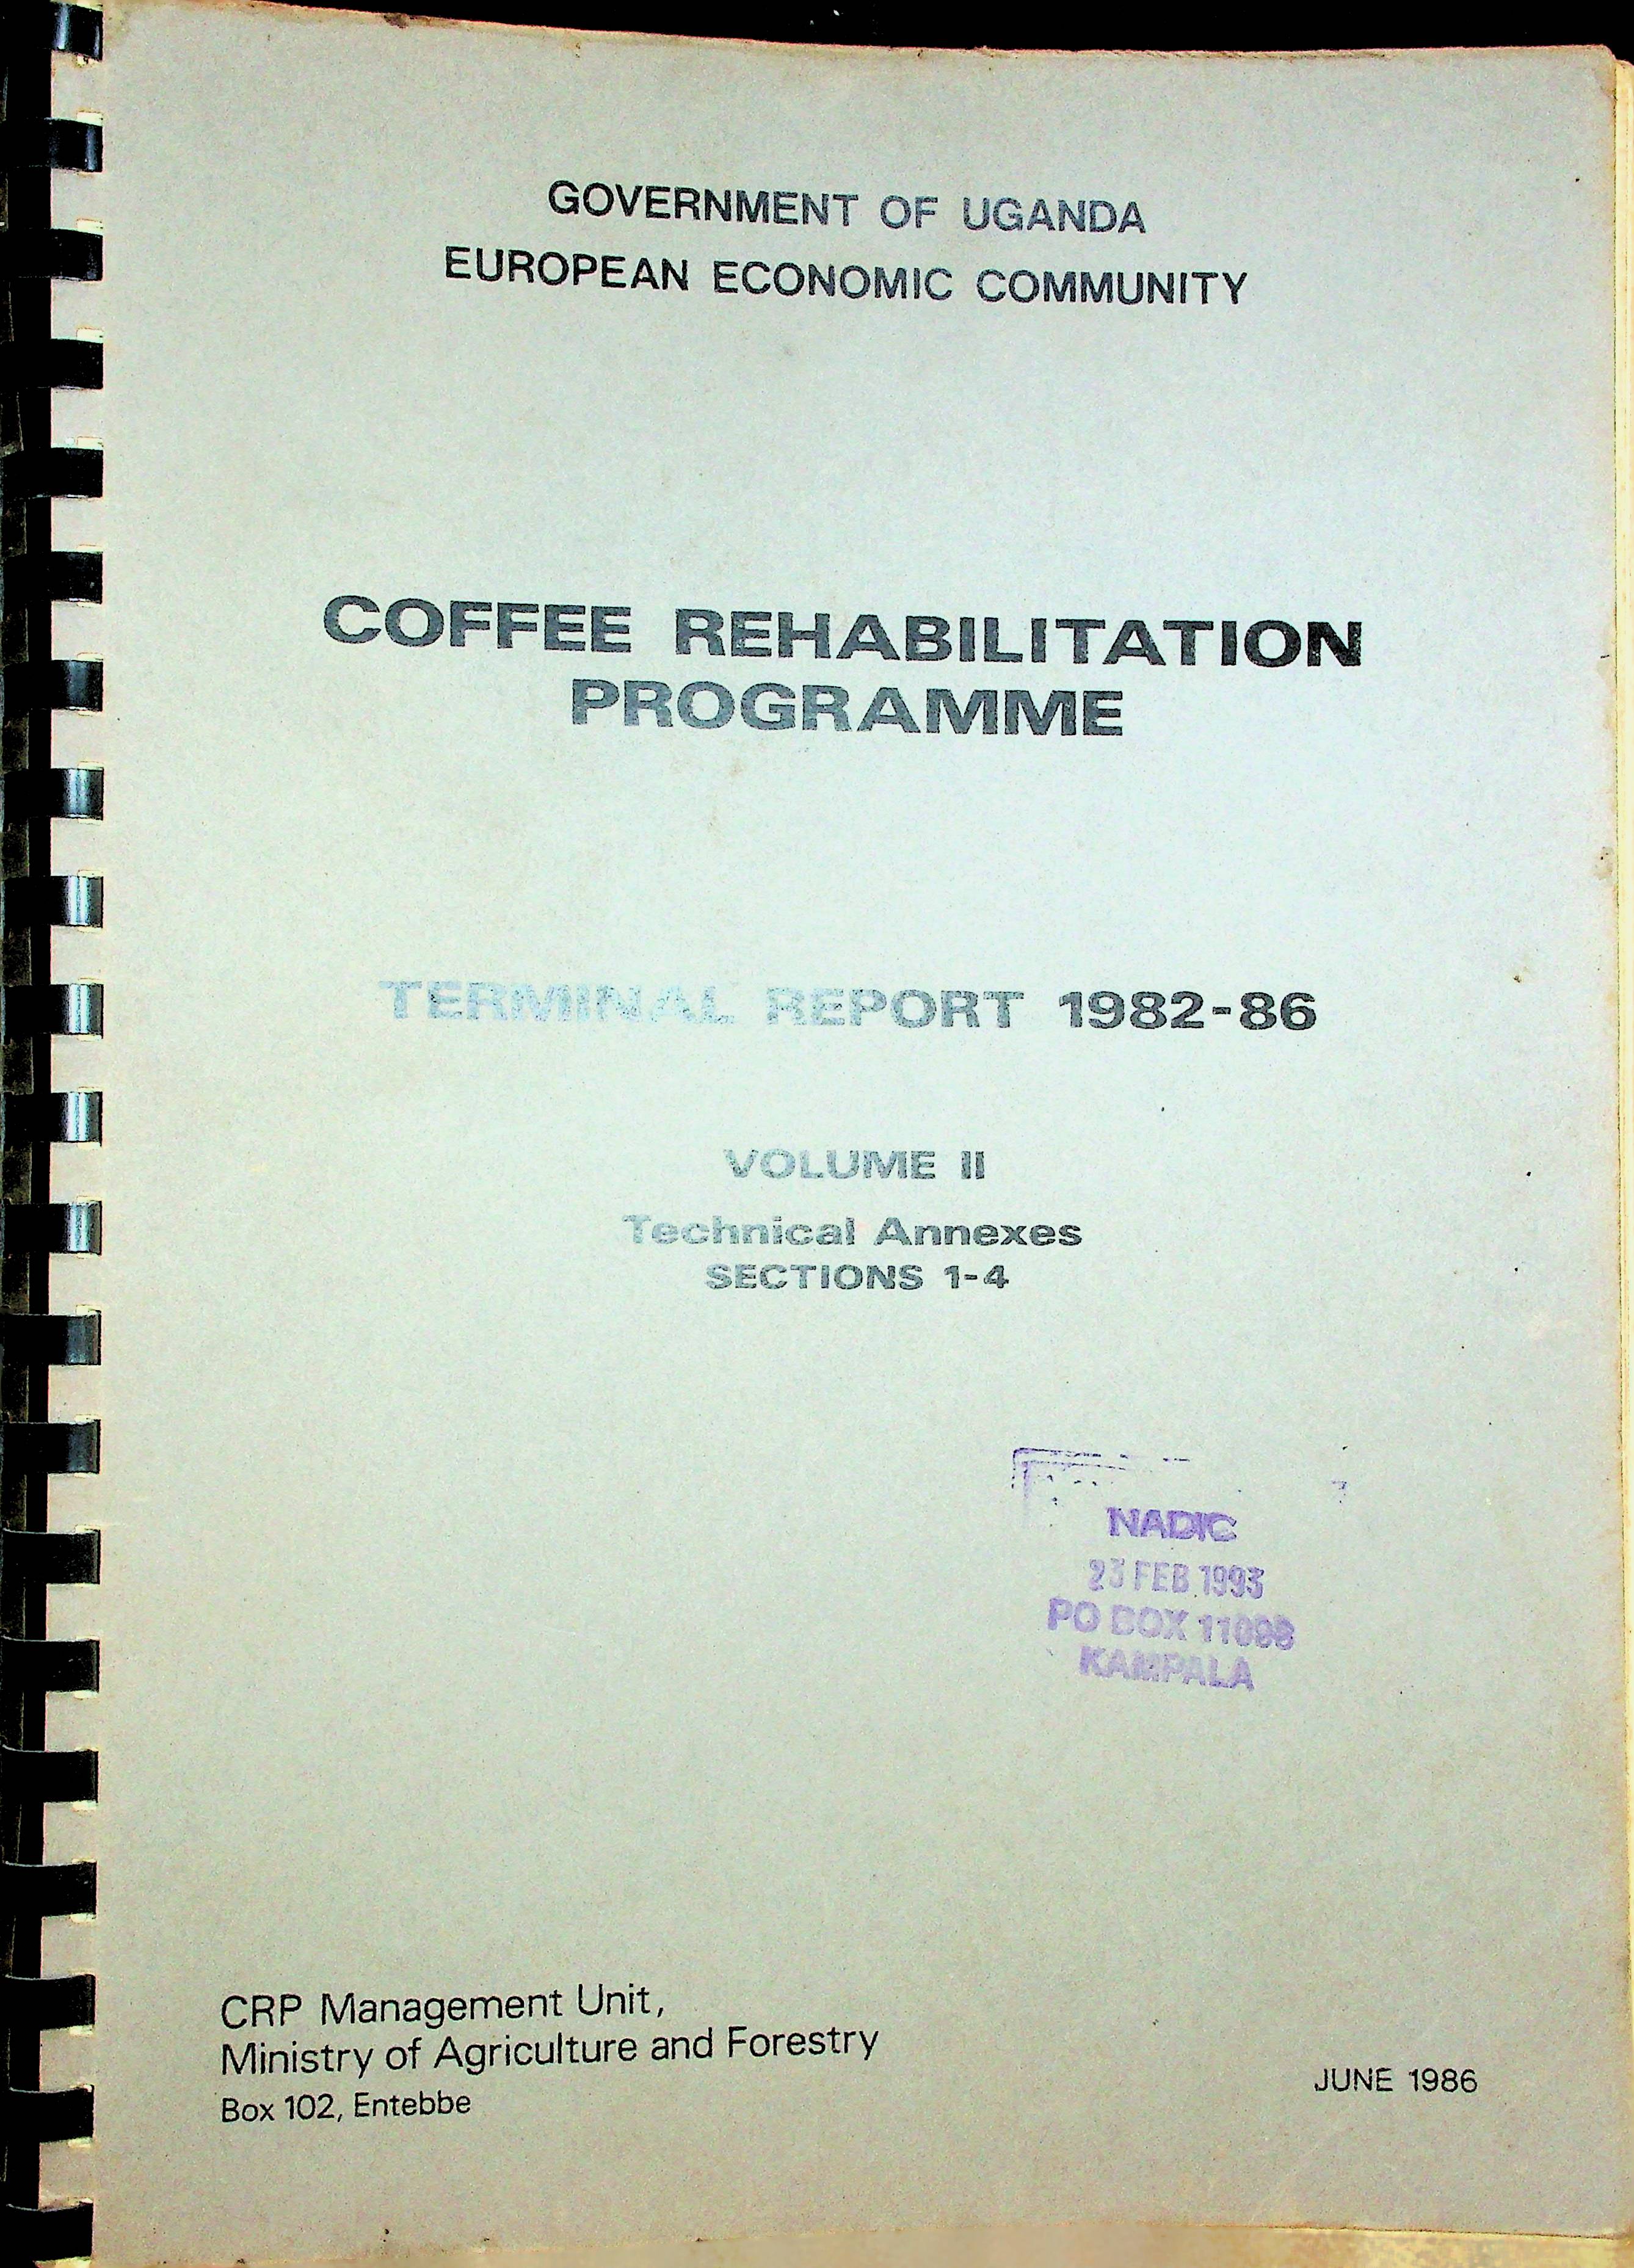 GOVERNMENT OF UGANDA
EUROPEAN ECONOMIC COMMUNITY
COFFEE REHABILITATION
PROGRAMME
TERMINAL REPORT 1982-86
VOLUME II
Technical Annexes
SECTIONS 1-4
NADIC
23 FEB 1993
PO BOX
KAMPALA
CRP Management Unit,
Ministry of Agriculture and Forestry
Box 102, Entebbe
JUNE 1986